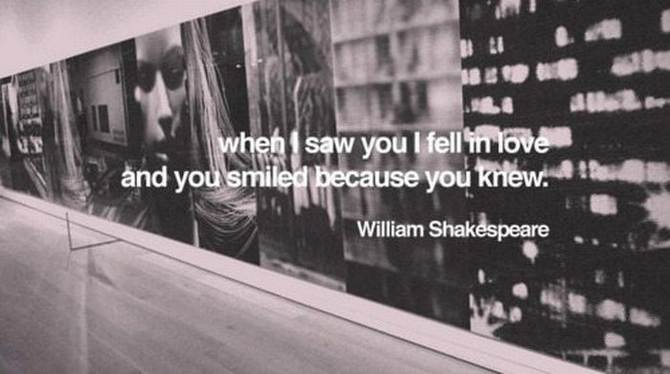 when I saw you I fell in love
and you smiled because you knew.
William Shakespeare